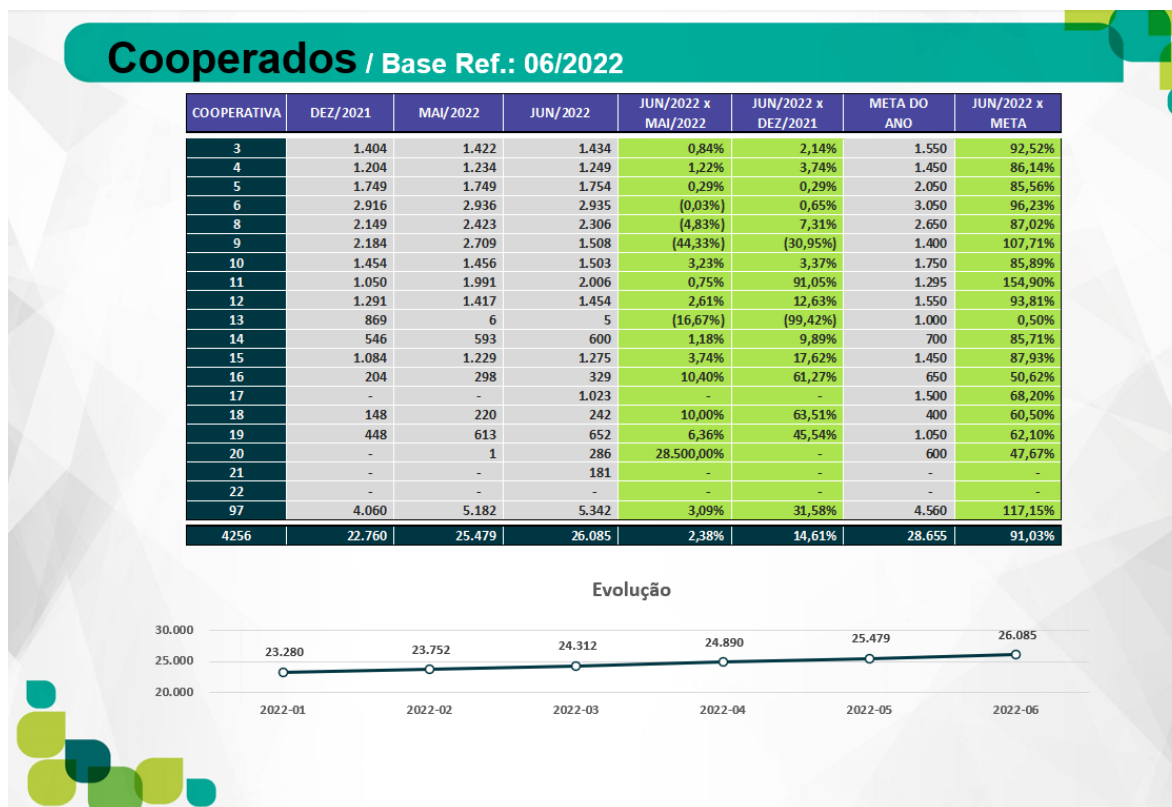 Cooperados / Base Ref.: 06/2022
COOPERATIVA DEZ/2021 MAI/2022 JUN/2022 JUN/2022 x MAI/2022 JUN/2022 x DEZ/2021 META DO ANO JUN/2022 x META
3 1.404 1.422 1.434 0,84% 2,14% 1.550 92,52%
4 1.204 1.234 1.249 1,22% 3,74% 1.450 86,14%
5 1.749 1.749 1.754 0,29% 0,29% 2.050 85,56%
6 2.916 2.936 2.935 (0,03%) 0,65% 3.050 96,23%
8 2.149 2.423 2.306 (4,83%) 7,31% 2.650 87,02%
9 2.184 2.709 1.508 (44,33%) (30,95%) 1.400 107,71%
10 1.454 1.456 1.503 3,23% 3,37% 1.750 85,89%
11 1.050 1.991 2.006 0,75% 91,05% 1.295 154,90%
12 1.291 1.417 1.454 2,61% 12,63% 1.550 93,81%
13 869 6 5 (16,67%) (99,42%) 1.000 0,50%
14 546 593 600 1,18% 9,89% 700 85,71%
15 1.084 1.229 1.275 3,74% 17,62% 1.450 87,93%
16 204 298 329 10,40% 61,27% 650 50,62%
17 - - 1.023 - - 1.500 68,20%
18 148 220 242 10,00% 63,51% 400 60,50%
19 448 613 652 6,36% 45,54% 1.050 62,10%
20 - 1 286 28.500,00% - 600 47,67%
21 - - 181 - - - -
22 - - - - - - -
97 4.060 5.182 5.342 3,09% 31,58% 4.560 117,15%
4256 22.760 25.479 26.085 2,38% 14,61% 28.655 91,03%
Evolução
30.000
25.000
20.000
23.280 23.752 24.312 24.890 25.479 26.085
2022-01 2022-02 2022-03 2022-04 2022-05 2022-06